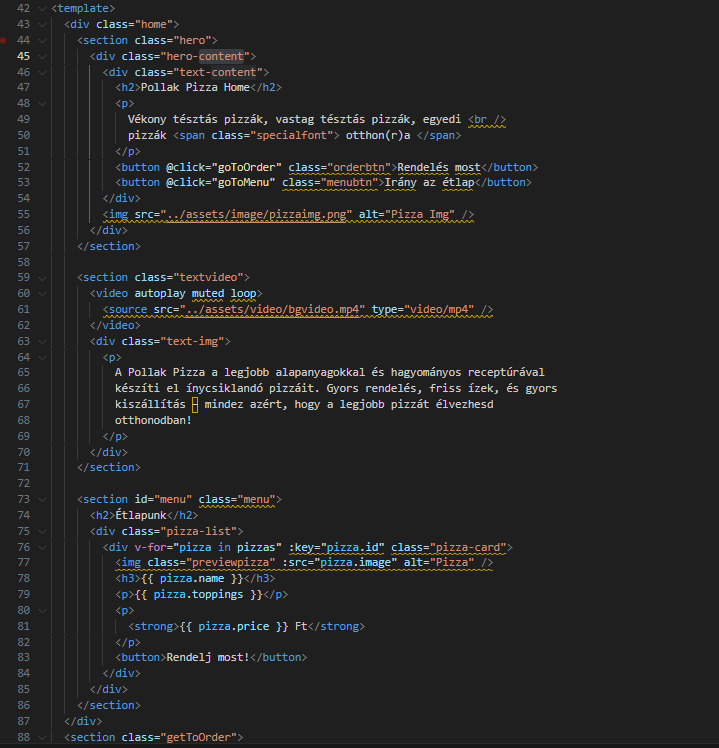 42 <template>
43 <div class="home">
44 <section class="hero">
45 <div class="hero-content">
46 <div class="text-content">
47 <h2>Pollak Pizza Home</h2>
48 <p>
49 Vékony tésztás pizzák, vastag tésztás pizzák, egyedi <br />
50 pizzák <span class="specialfont"> otthon(r)a </span>
51 </p>
52 <button @click="goToOrder" class="orderbtn">Rendelés most</button>
53 <button @click="goToMenu" class="menubtn">Irány az étlap</button>
54 </div>
55 <img src="../assets/image/pizzaimg.png" alt="Pizza Img" />
56 </div>
57 </section>
58
59 <section class="textvideo">
60 <video autoplay muted loop>
61 <source src="../assets/video/bgvideo.mp4" type="video/mp4" />
62 </video>
63 <div class="text-img">
64 <p>
65 A Pollak Pizza a legjobb alapanyagokkal és hagyományos receptúrával
66 készíti el ínycsiklandó pizzáit. Gyors rendelés, friss ízek, és gyors
67 kiszállítás – mindez azért, hogy a legjobb pizzát élvezhesd
68 otthonodban!
69 </p>
70 </div>
71 </section>
72
73 <section id="menu" class="menu">
74 <h2>Étlapunk</h2>
75 <div class="pizza-list">
76 <div v-for="pizza in pizzas" :key="pizza.id" class="pizza-card">
77 <img class="previewpizza" :src="pizza.image" alt="Pizza" />
78 <h3>{{ pizza.name }}</h3>
79 <p>{{ pizza.toppings }}</p>
80 <p>
81 <strong>{{ pizza.price }} Ft</strong>
82 </p>
83 <button>Rendelj most!</button>
84 </div>
85 </div>
86 </section>
87 </div>
88 <section class="getToOrder">